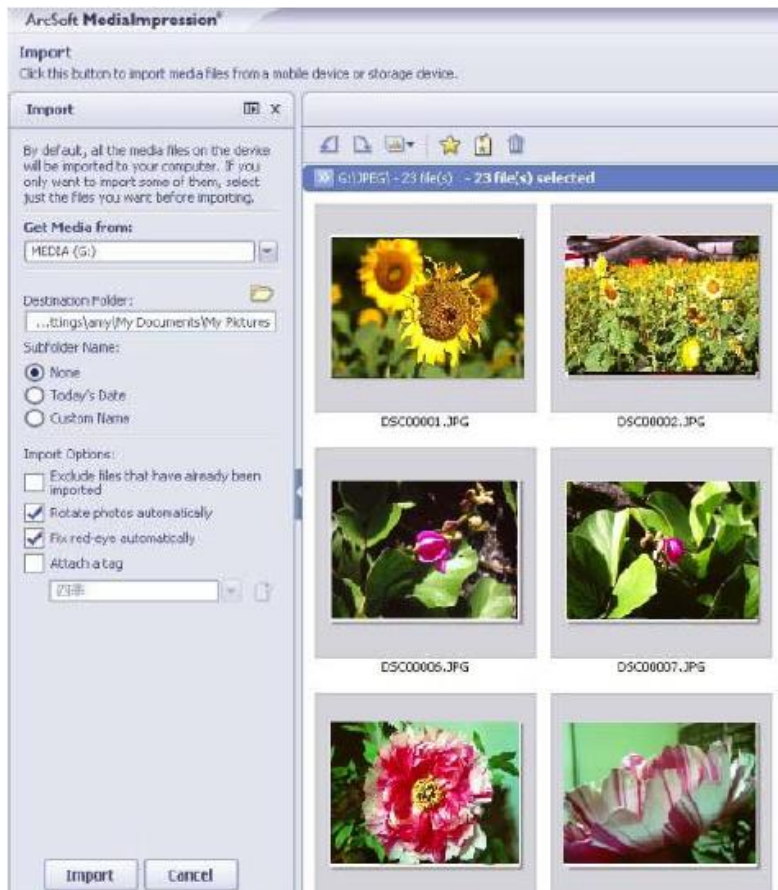 ArcSoft MediaImpression®
Import
Click this button to import media files from a mobile device or storage device.
Import
By default, all the media files on the device
will be imported to your computer. If you
only want to import some of them, select
just the files you want before importing.
Get Media from:
MEDIA (G:)
Destination Folder:
...ttings\amy\My Documents\My Pictures
Subfolder Name:
None
Today's Date
Custom Name
Import Options:
Exclude files that have already been
imported
Rotate photos automatically
Fix red-eye automatically
Attach a tag
Import
Cancel
G:\JPEG\ - 23 file(s) - 23 file(s) selected
DSC00001.JPG
DSC00002.JPG
DSC00006.JPG
DSC00007.JPG